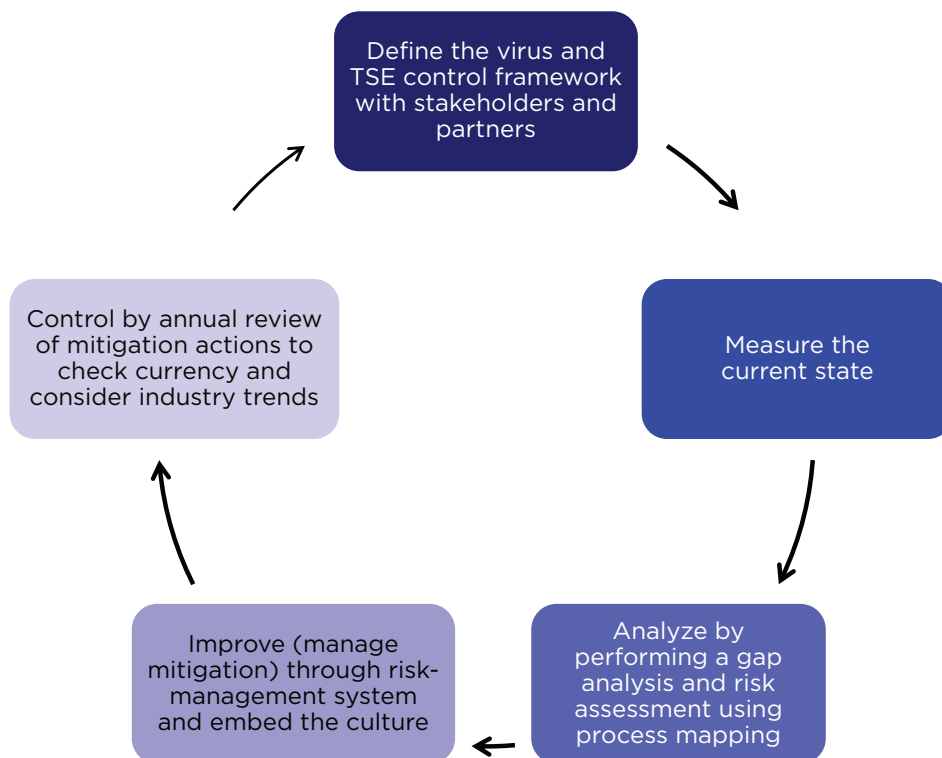 Define the virus and
TSE control framework
with stakeholders and
partners
Measure the
current state
Analyze by
performing a gap
analysis and risk
assessment using
process mapping
Improve (manage
mitigation) through risk-
management system
and embed the culture
Control by annual review
of mitigation actions to
check currency and
consider industry trends